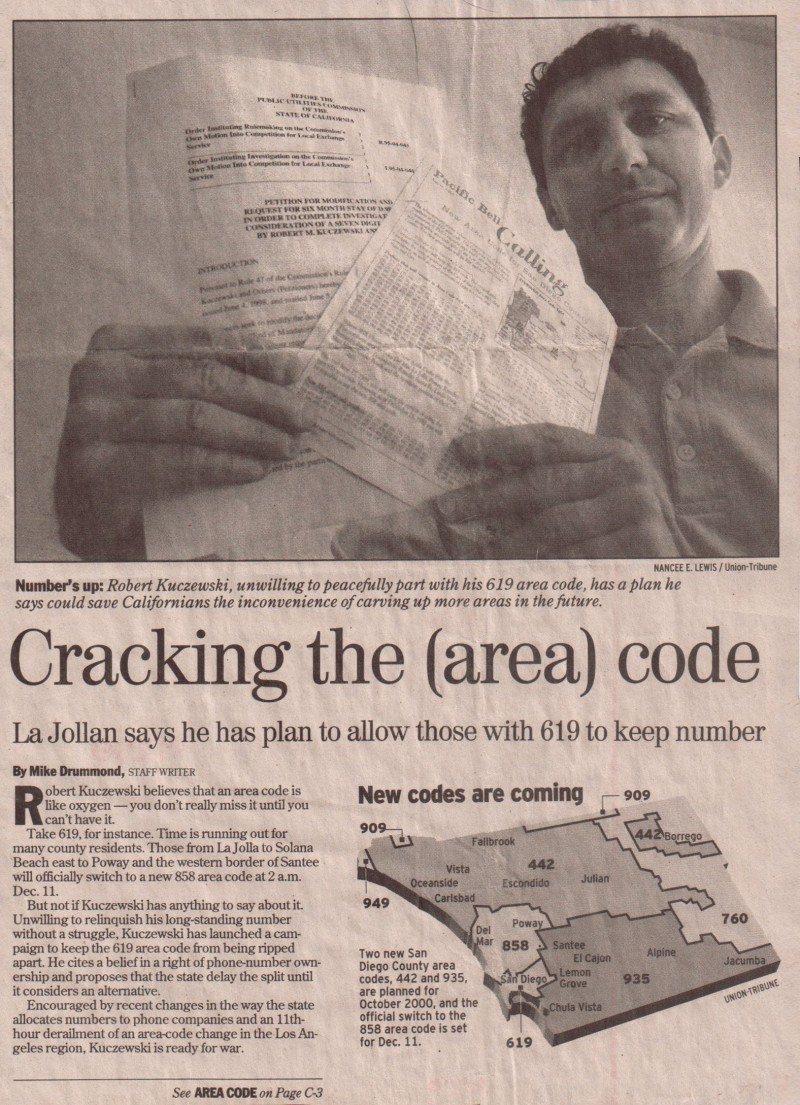 BEFORE THE
PUBLIC UTILITIES COMMISSION
OF THE
STATE OF CALIFORNIA
Order Instituting Rulemaking on the Commission's
Own Motion Into Competition for Local Exchange
Service
Order Instituting Investigation on the Commission's
Own Motion Into Competition for Local Exchange
Service
PETITION FOR MODIFICATION AND
REQUEST FOR SIX MONTH STAY OF
IN ORDER TO COMPLETE INVESTIGAT
CONSIDERATION OF A SEVEN DIGIT
BY ROBERT M. KUCZEWSKI AN
INTRODUCTION
Pursuant to Rule 47 of the Commission's
Kuczewski and Others (Petitioners)
Pacific Bell
Calling
NANCEE E. LEWIS / Union-Tribune
Number's up: Robert Kuczewski, unwilling to peacefully part with his 619 area code, has a plan he
says could save Californians the inconvenience of carving up more areas in the future.
Cracking the (area) code
La Jollan says he has plan to allow those with 619 to keep number
By Mike Drummond, STAFF WRITER
Robert Kuczewski believes that an area code is
like oxygen — you don't really miss it until you
can't have it.
Take 619, for instance. Time is running out for
many county residents. Those from La Jolla to Solana
Beach east to Poway and the western border of Santee
will officially switch to a new 858 area code at 2 a.m.
Dec. 11.
But not if Kuczewski has anything to say about it.
Unwilling to relinquish his long-standing number
without a struggle, Kuczewski has launched a cam-
paign to keep the 619 area code from being ripped
apart. He cites a belief in a right of phone-number own-
ership and proposes that the state delay the split until
it considers an alternative.
Encouraged by recent changes in the way the state
allocates numbers to phone companies and an 11th-
hour derailment of an area-code change in the Los An-
geles region, Kuczewski is ready for war.
See AREA CODE on Page C-3
New codes are coming
909
909
Fallbrook
442
Borrego
Vista
442
Oceanside
Escondido
Julian
949
Carlsbad
760
Del
Mar
Poway
858
Santee
El Cajon
Alpine
Jacumba
San Diego
Lemon
Grove
935
Chula Vista
619
UNION-TRIBUNE
Two new San
Diego County area
codes, 442 and 935,
are planned for
October 2000, and the
official switch to the
858 area code is set
for Dec. 11.